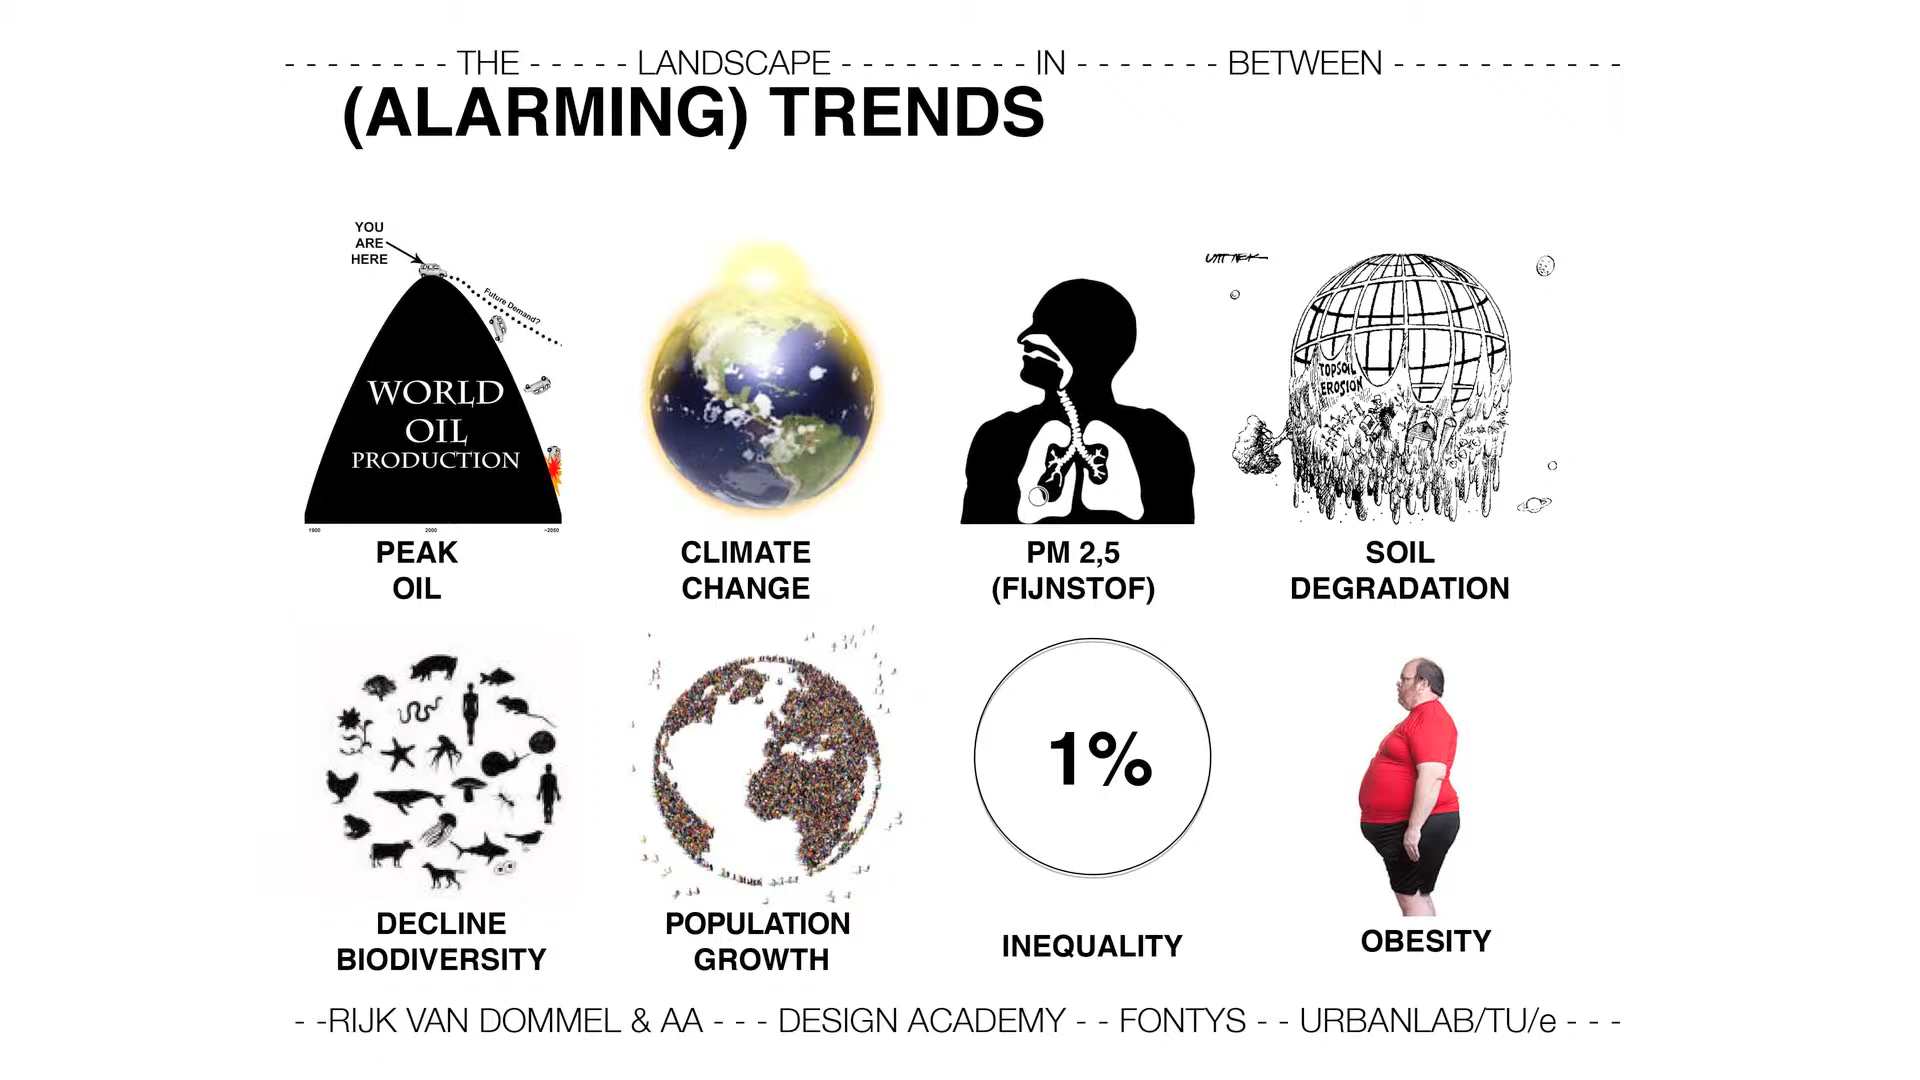 - - - - - - - - THE - - - - - LANDSCAPE - - - - - - - - - IN - - - - - - - BETWEEN - - - - - - - - - - -
(ALARMING) TRENDS
YOU
ARE
HERE
Future Demand?
WORLD
OIL
PRODUCTION
1900 2000 ~2050
PEAK
OIL
CLIMATE
CHANGE
PM 2,5
(FIJNSTOF)
TOPSOIL
EROSION
SOIL
DEGRADATION
DECLINE
BIODIVERSITY
POPULATION
GROWTH
1%
INEQUALITY
OBESITY
- -RIJK VAN DOMMEL & AA - - - DESIGN ACADEMY - - FONTYS - - URBANLAB/TU/e - - -